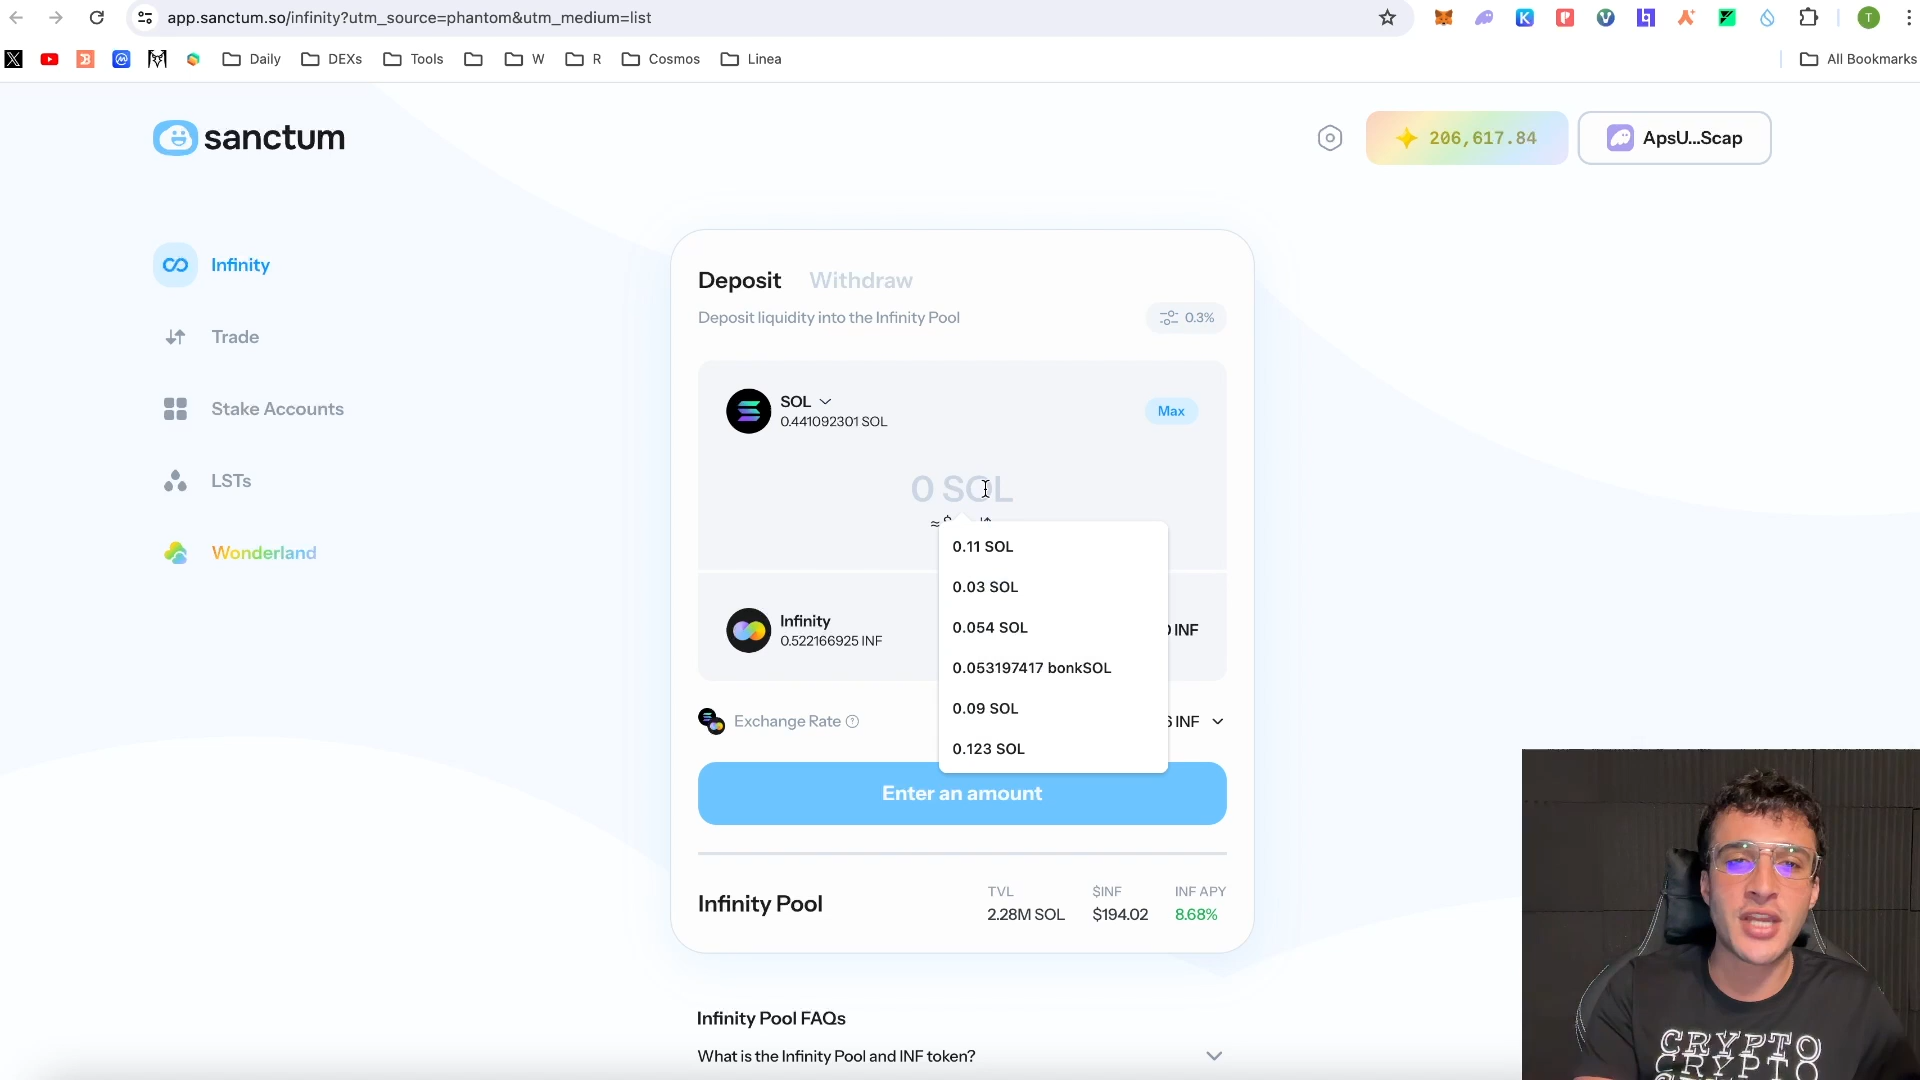 app.sanctum.so/infinity?utm_source=phantom&utm_medium=list
T
Daily
DEXs
Tools
W
R
Cosmos
Linea
All Bookmarks
sanctum
206,617.84
ApsU...Scap
Infinity
Trade
Stake Accounts
LSTs
Wonderland
Deposit
Withdraw
Deposit liquidity into the Infinity Pool
0.3%
SOL
0.441092301 SOL
Max
0 SOL
≈
0.11 SOL
0.03 SOL
0.054 SOL
0.053197417 bonkSOL
0.09 SOL
0.123 SOL
Infinity
0.522166925 INF
INF
Exchange Rate
INF
Enter an amount
Infinity Pool
TVL
2.28M SOL
$INF
$194.02
INF APY
8.68%
Infinity Pool FAQs
What is the Infinity Pool and INF token?
CRYPTO
CRYPTO